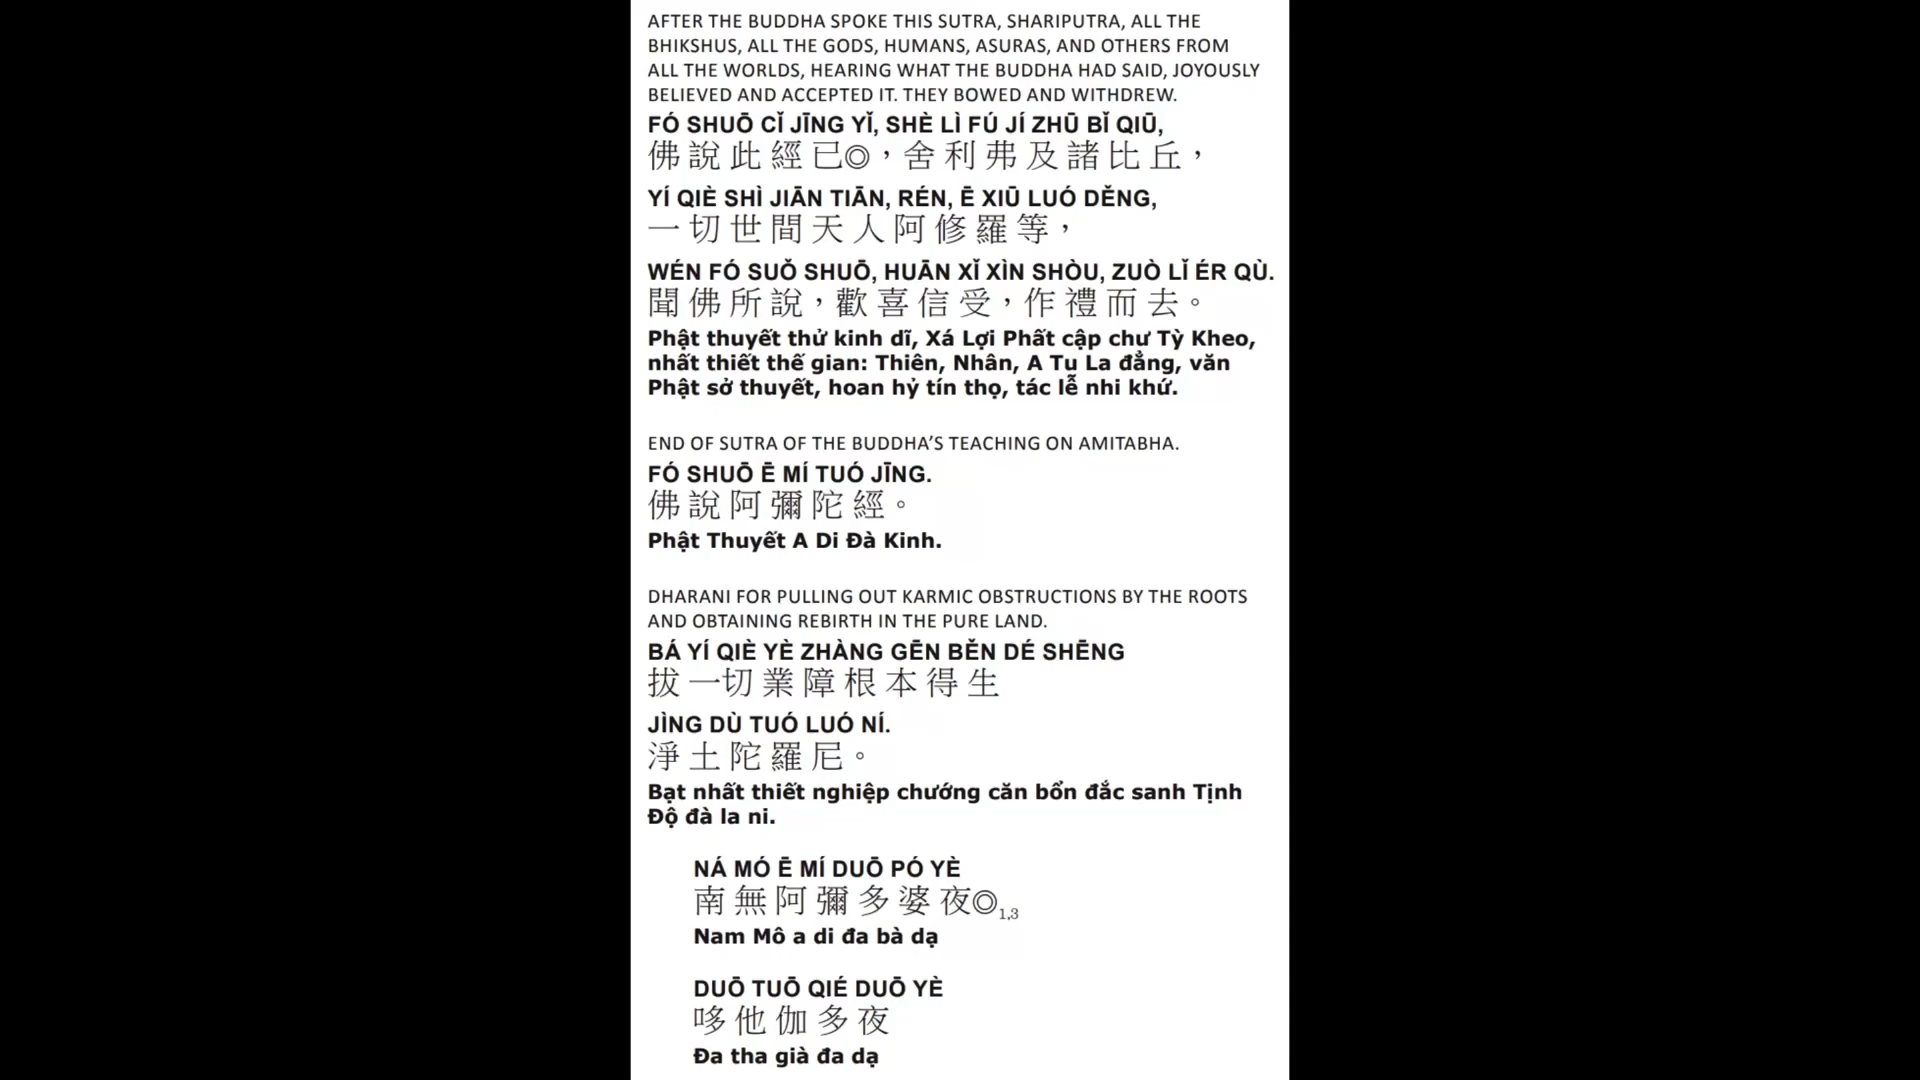 AFTER THE BUDDHA SPOKE THIS SUTRA, SHARIPUTRA, ALL THE
BHIKSHUS, ALL THE GODS, HUMANS, ASURAS, AND OTHERS FROM
ALL THE WORLDS, HEARING WHAT THE BUDDHA HAD SAID, JOYOUSLY
BELIEVED AND ACCEPTED IT. THEY BOWED AND WITHDREW.
FÓ SHUŌ CǏ JĪNG YǏ, SHÈ LÌ FÚ JÍ ZHŪ BǏ QIŪ,
佛說此經已◎，舍利弗及諸比丘，
YÍ QIÈ SHÌ JIĀN TIĀN, RÉN, Ē XIŪ LUÓ DĚNG,
一切世間天人阿修羅等，
WÉN FÓ SUǑ SHUŌ, HUĀN XǏ XÌN SHÒU, ZUÒ LǏ ÉR QÙ.
聞佛所說，歡喜信受，作禮而去。
Phật thuyết thử kinh dĩ, Xá Lợi Phất cập chư Tỳ Kheo,
nhất thiết thế gian: Thiên, Nhân, A Tu La đẳng, văn
Phật sở thuyết, hoan hỷ tín thọ, tác lễ nhi khứ.
END OF SUTRA OF THE BUDDHA’S TEACHING ON AMITABHA.
FÓ SHUŌ Ē MÍ TUÓ JĪNG.
佛說阿彌陀經。
Phật Thuyết A Di Đà Kinh.
DHARANI FOR PULLING OUT KARMIC OBSTRUCTIONS BY THE ROOTS
AND OBTAINING REBIRTH IN THE PURE LAND.
BÁ YÍ QIÈ YÈ ZHÀNG GĒN BĚN DÉ SHĒNG
拔一切業障根本得生
JÌNG DÙ TUÓ LUÓ NÍ.
淨土陀羅尼。
Bạt nhất thiết nghiệp chướng căn bổn đắc sanh Tịnh
Độ đà la ni.
NÁ MÓ Ē MÍ DUŌ PÓ YÈ
南無阿彌多婆夜◎1,3
Nam Mô a di đa bà dạ
DUŌ TUŌ QIÉ DUŌ YÈ
哆他伽多夜
Đa tha già đa dạ